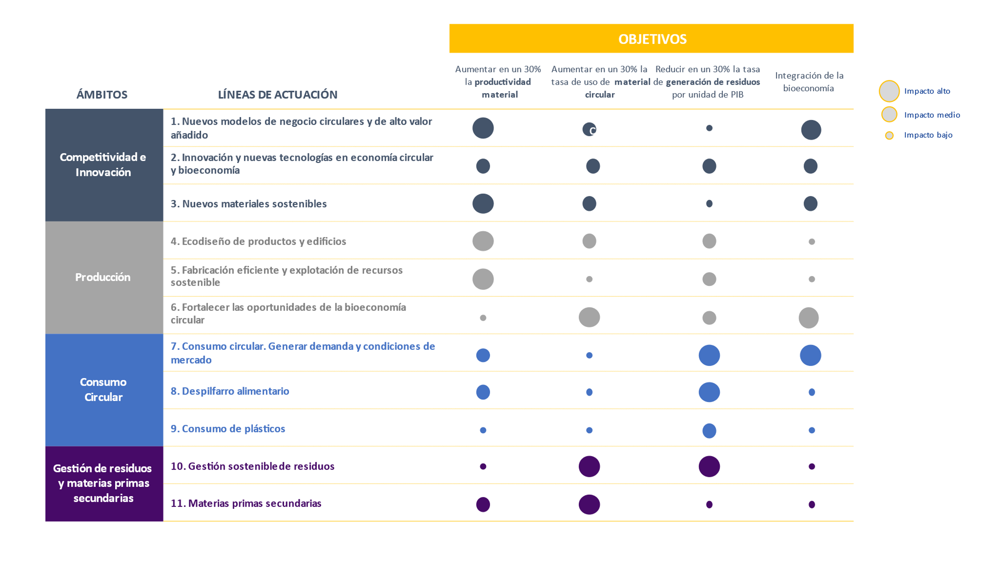 OBJETIVOS
Aumentar en un 30%
la productividad
material
Aumentar en un 30% la
tasa de uso de material
circular
Reducir en un 30% la tasa
de generación de residuos
por unidad de PIB
Integración de la
bioeconomía
Impacto alto
Impacto medio
Impacto bajo
ÁMBITOS
LÍNEAS DE ACTUACIÓN
Competitividad e
Innovación
1. Nuevos modelos de negocio circulares y de alto valor
añadido
C
2. Innovación y nuevas tecnologías en economía circular
y bioeconomía
3. Nuevos materiales sostenibles
Producción
4. Ecodiseño de productos y edificios
5. Fabricación eficiente y explotación de recursos
sostenible
6. Fortalecer las oportunidades de la bioeconomía
circular
Consumo
Circular
7. Consumo circular. Generar demanda y condiciones de
mercado
8. Despilfarro alimentario
9. Consumo de plásticos
Gestión de residuos
y materias primas
secundarias
10. Gestión sostenible de residuos
11. Materias primas secundarias